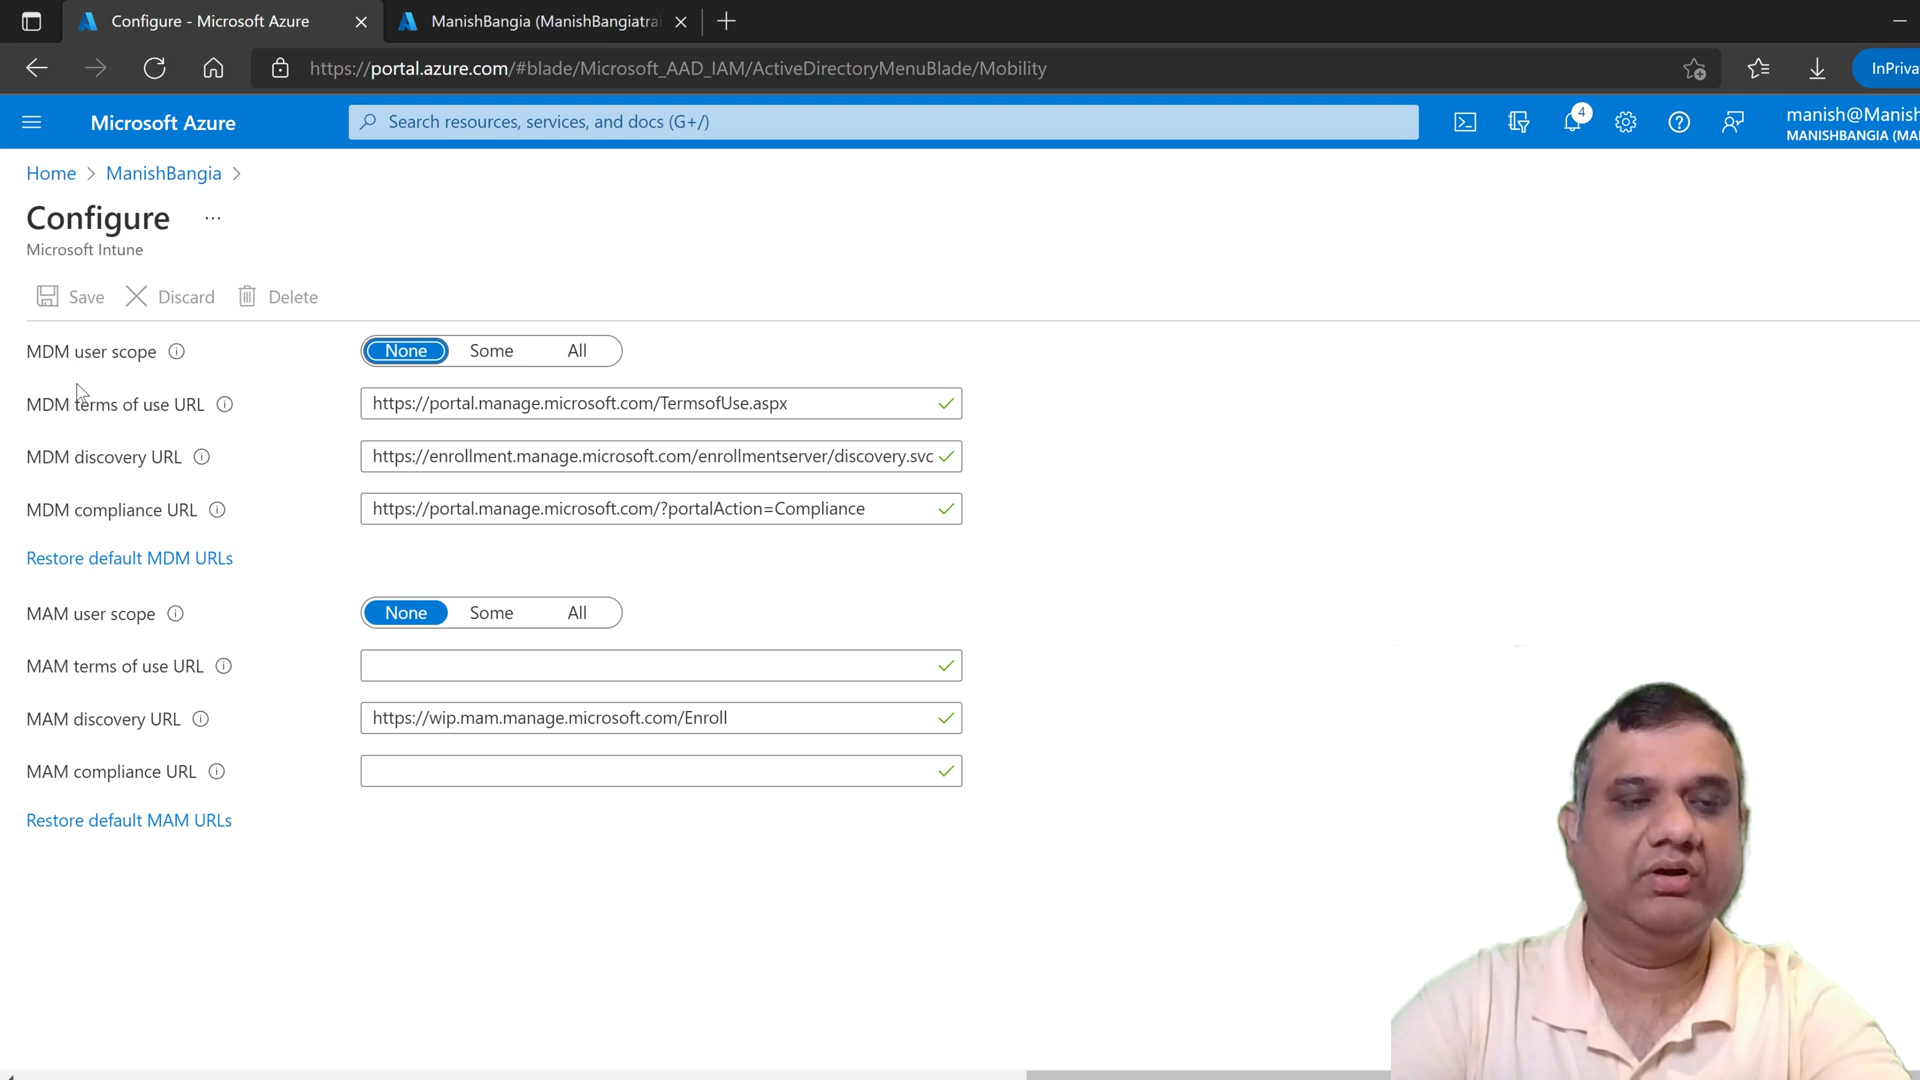 Configure - Microsoft Azure
ManishBangia (ManishBangiatrai
https://portal.azure.com/#blade/Microsoft_AAD_IAM/ActiveDirectoryMenuBlade/Mobility
InPriva
Microsoft Azure
Search resources, services, and docs (G+/)
4
manish@Manish
MANISHBANGIA (MA
Home > ManishBangia >
Configure ...
Microsoft Intune
Save Discard Delete
MDM user scope None Some All
MDM terms of use URL https://portal.manage.microsoft.com/TermsofUse.aspx
MDM discovery URL https://enrollment.manage.microsoft.com/enrollmentserver/discovery.svc
MDM compliance URL https://portal.manage.microsoft.com/?portalAction=Compliance
Restore default MDM URLs
MAM user scope None Some All
MAM terms of use URL
MAM discovery URL https://wip.mam.manage.microsoft.com/Enroll
MAM compliance URL
Restore default MAM URLs